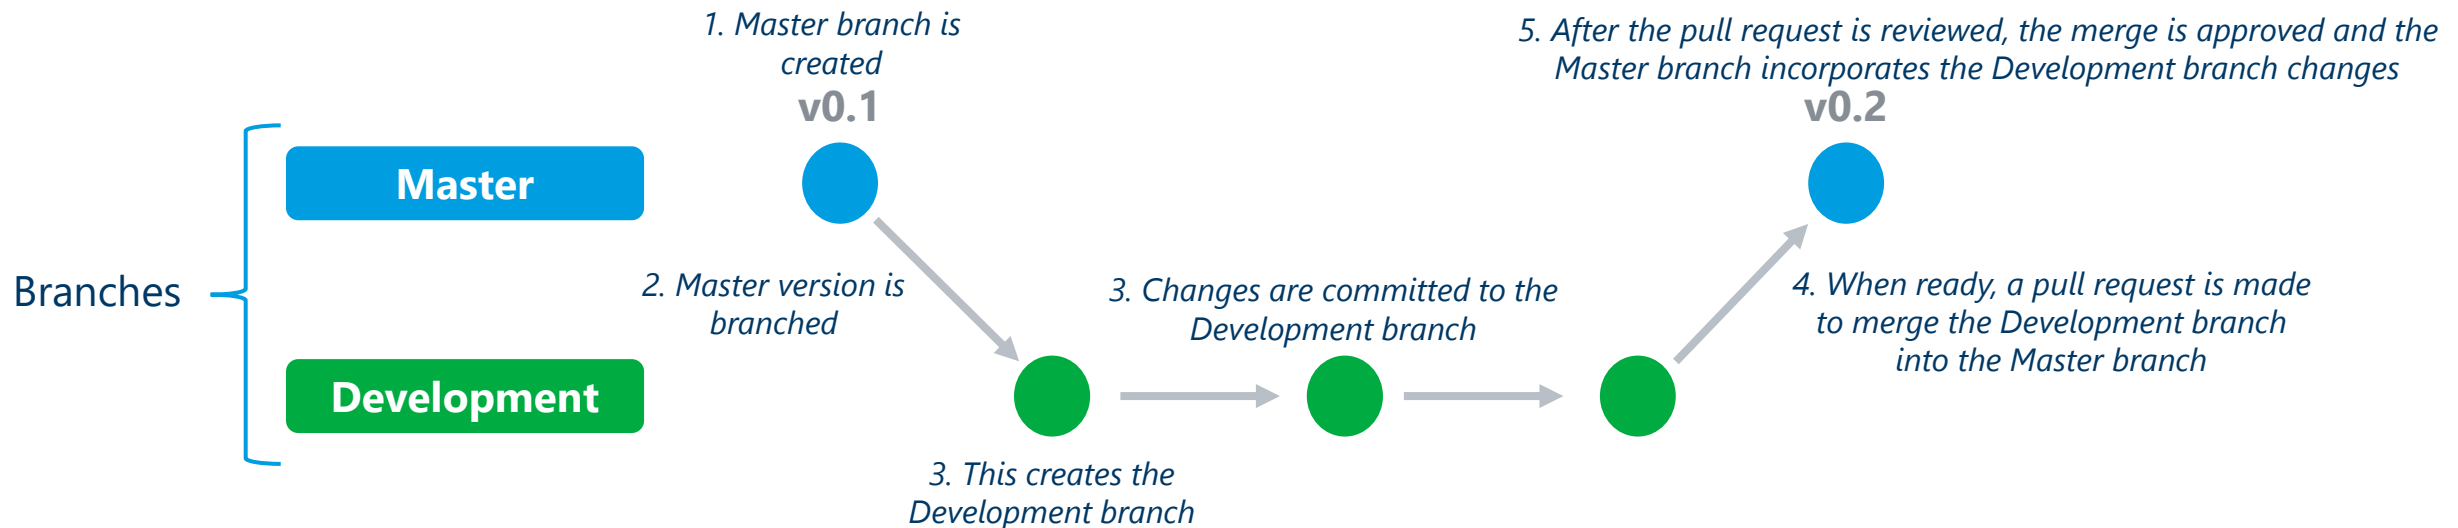 1. Master branch is
created
v0.1
5. After the pull request is reviewed, the merge is approved and the
Master branch incorporates the Development branch changes
v0.2
Master
Branches
2. Master version is
branched
3. Changes are committed to the
Development branch
4. When ready, a pull request is made
to merge the Development branch
into the Master branch
Development
3. This creates the
Development branch